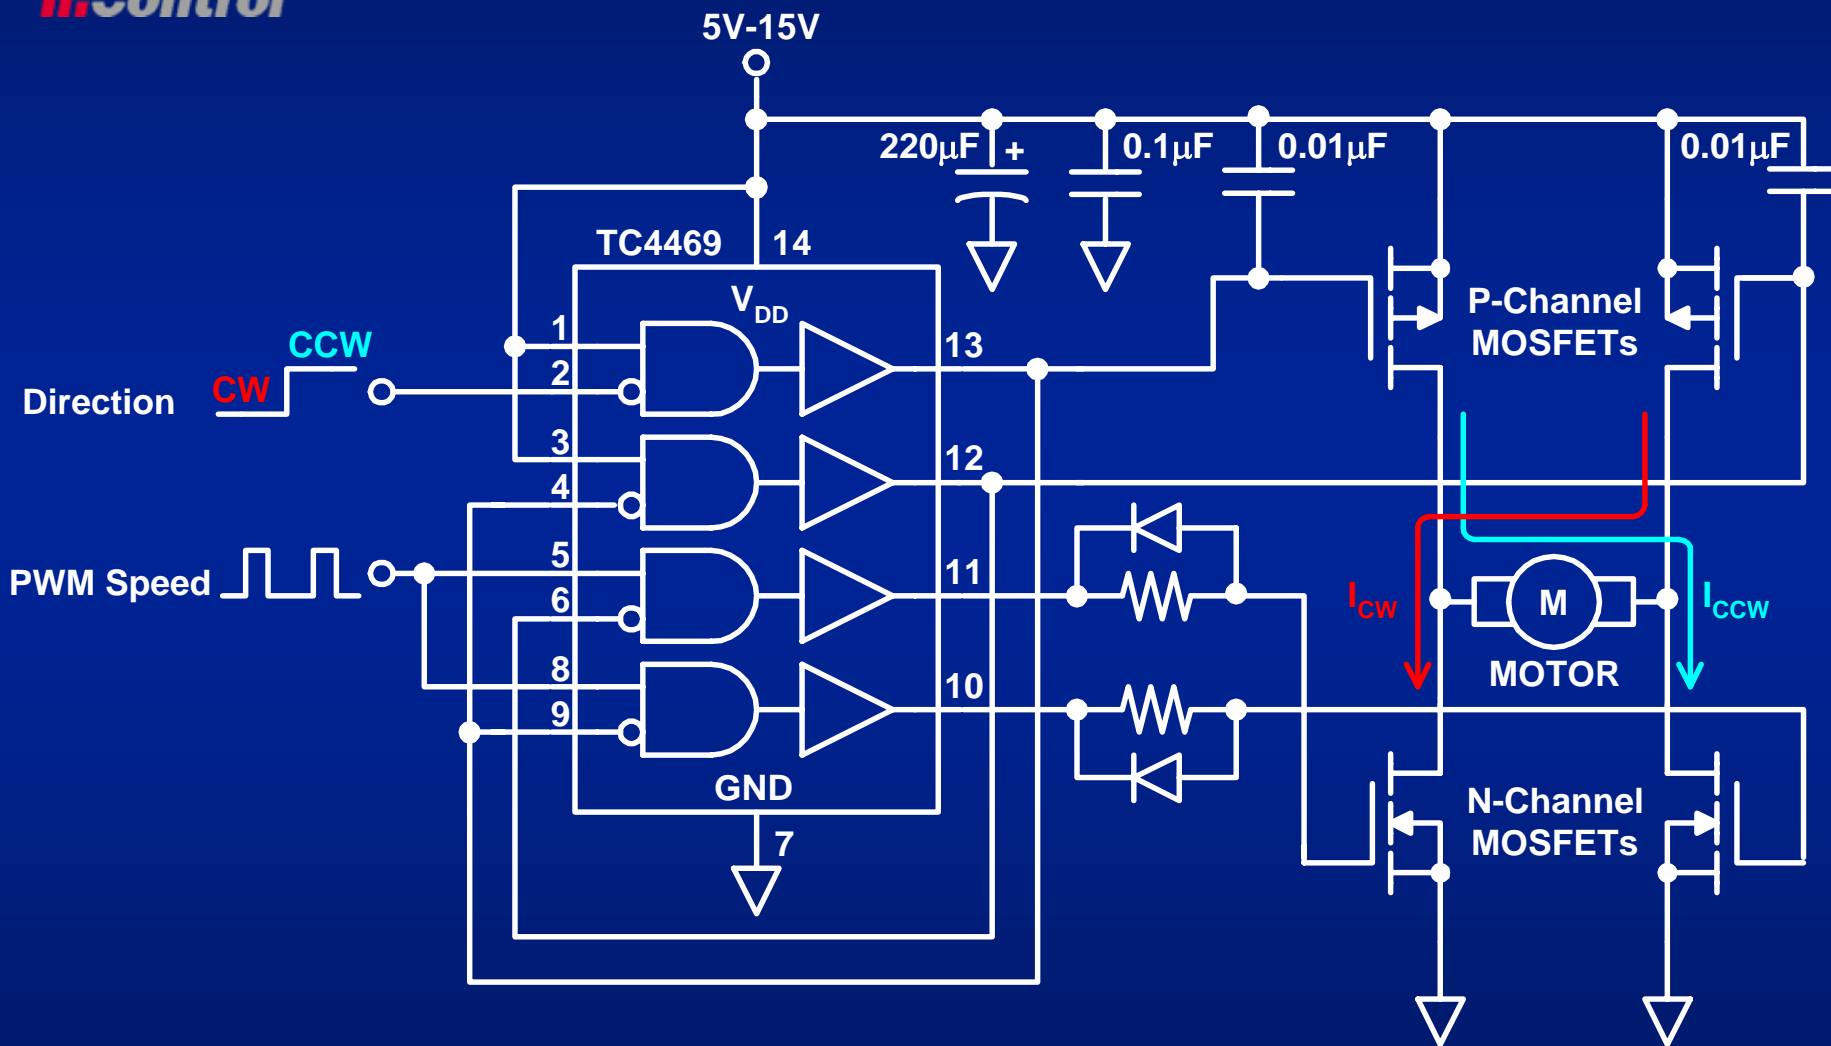 In.Control
5V-15V
220μF +
0.1μF
0.01μF
0.01μF
TC4469
14
VDD
1
2
3
4
5
6
8
9
13
12
11
10
GND
7
CCW
CW
Direction
PWM Speed
P-Channel
MOSFETs
ICW
M
ICCW
MOTOR
N-Channel
MOSFETs